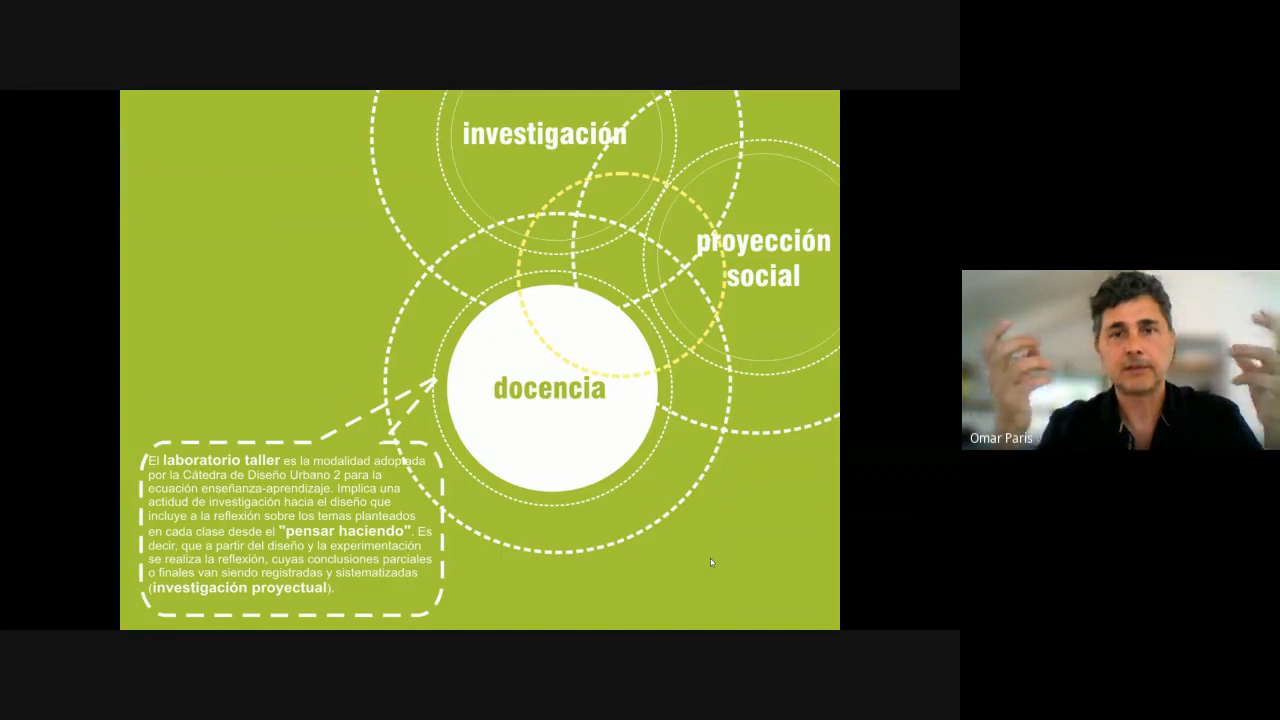 investigación
proyección
social
docencia
El laboratorio taller es la modalidad adoptada
por la Cátedra de Diseño Urbano 2 para la
ecuación enseñanza-aprendizaje. Implica una
actidud de investigación hacia el diseño que
incluye a la reflexión sobre los temas planteados
en cada clase desde el "pensar haciendo". Es
decir, que a partir del diseño y la experimentación
se realiza la reflexión, cuyas conclusiones parciales
o finales van siendo registradas y sistematizadas
(investigación proyectual).
Omar Paris